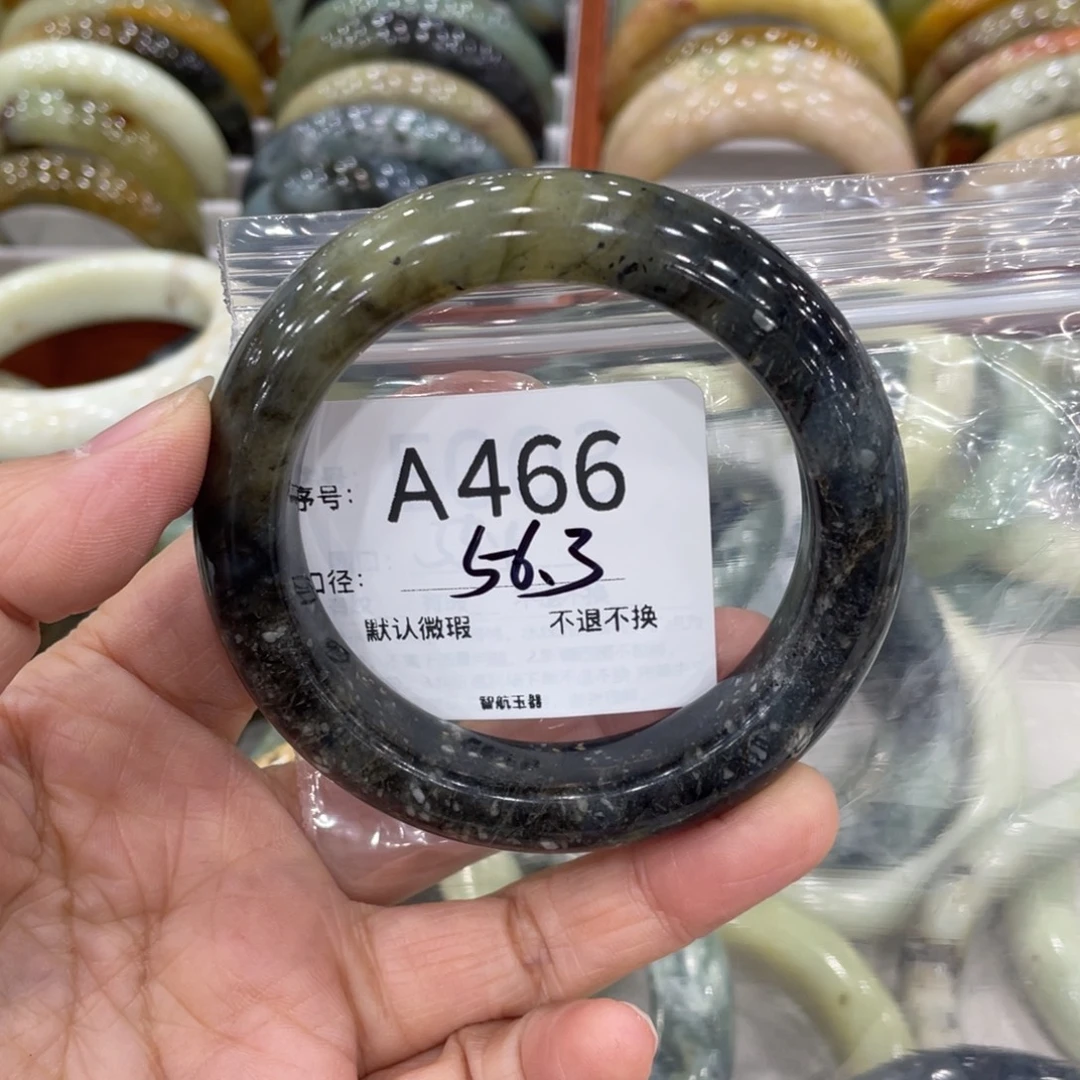 序号: A466
口径: 56.3
默认微瑕 不退不换
智航玉器